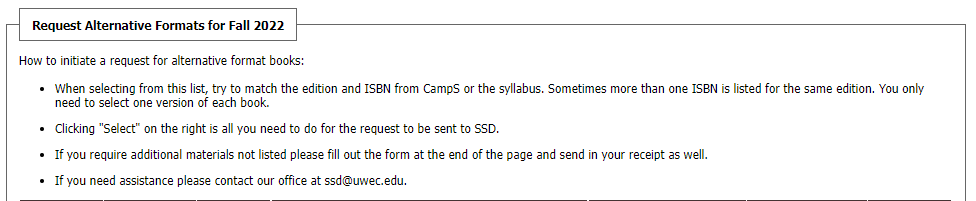 Request Alternative Formats for Fall 2022
How to initiate a request for alternative format books:
• When selecting from this list, try to match the edition and ISBN from CampS or the syllabus. Sometimes more than one ISBN is listed for the same edition. You only
need to select one version of each book.
• Clicking "Select" on the right is all you need to do for the request to be sent to SSD.
• If you require additional materials not listed please fill out the form at the end of the page and send in your receipt as well.
• If you need assistance please contact our office at ssd@uwec.edu.